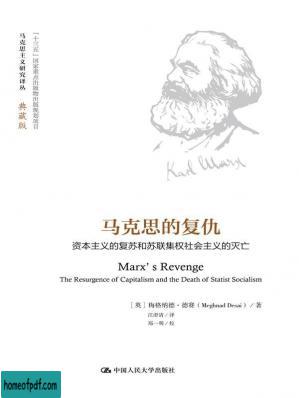 「十三五」国家重点出版物出版规划项目
马克思主义研究译丛
典藏版
Karl Marx
马克思的复仇
资本主义的复苏和苏联集权社会主义的灭亡
Marx's Revenge
The Resurgence of Capitalism and the Death of Statist Socialism
[英] 梅格纳德·德赛(Meghnad Desai)/著
汪澄清/译
郑一明/校
homeofpdf.com
中国人民大学出版社
homeofpdf.com